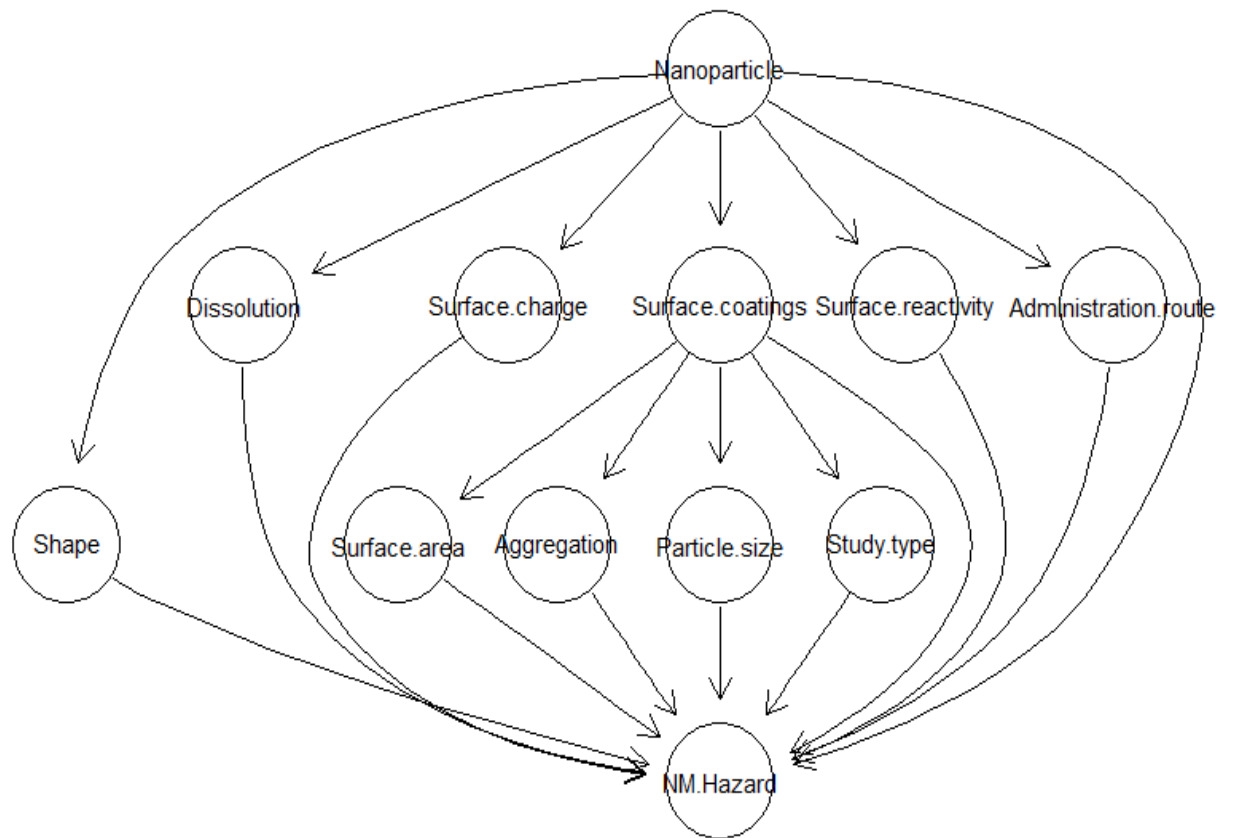 Nanoparticle
Dissolution
Surface.charge
Surface.coatings
Surface.reactivity
Administration.route
Shape
Surface.area
Aggregation
Particle.size
Study.type
NM.Hazard